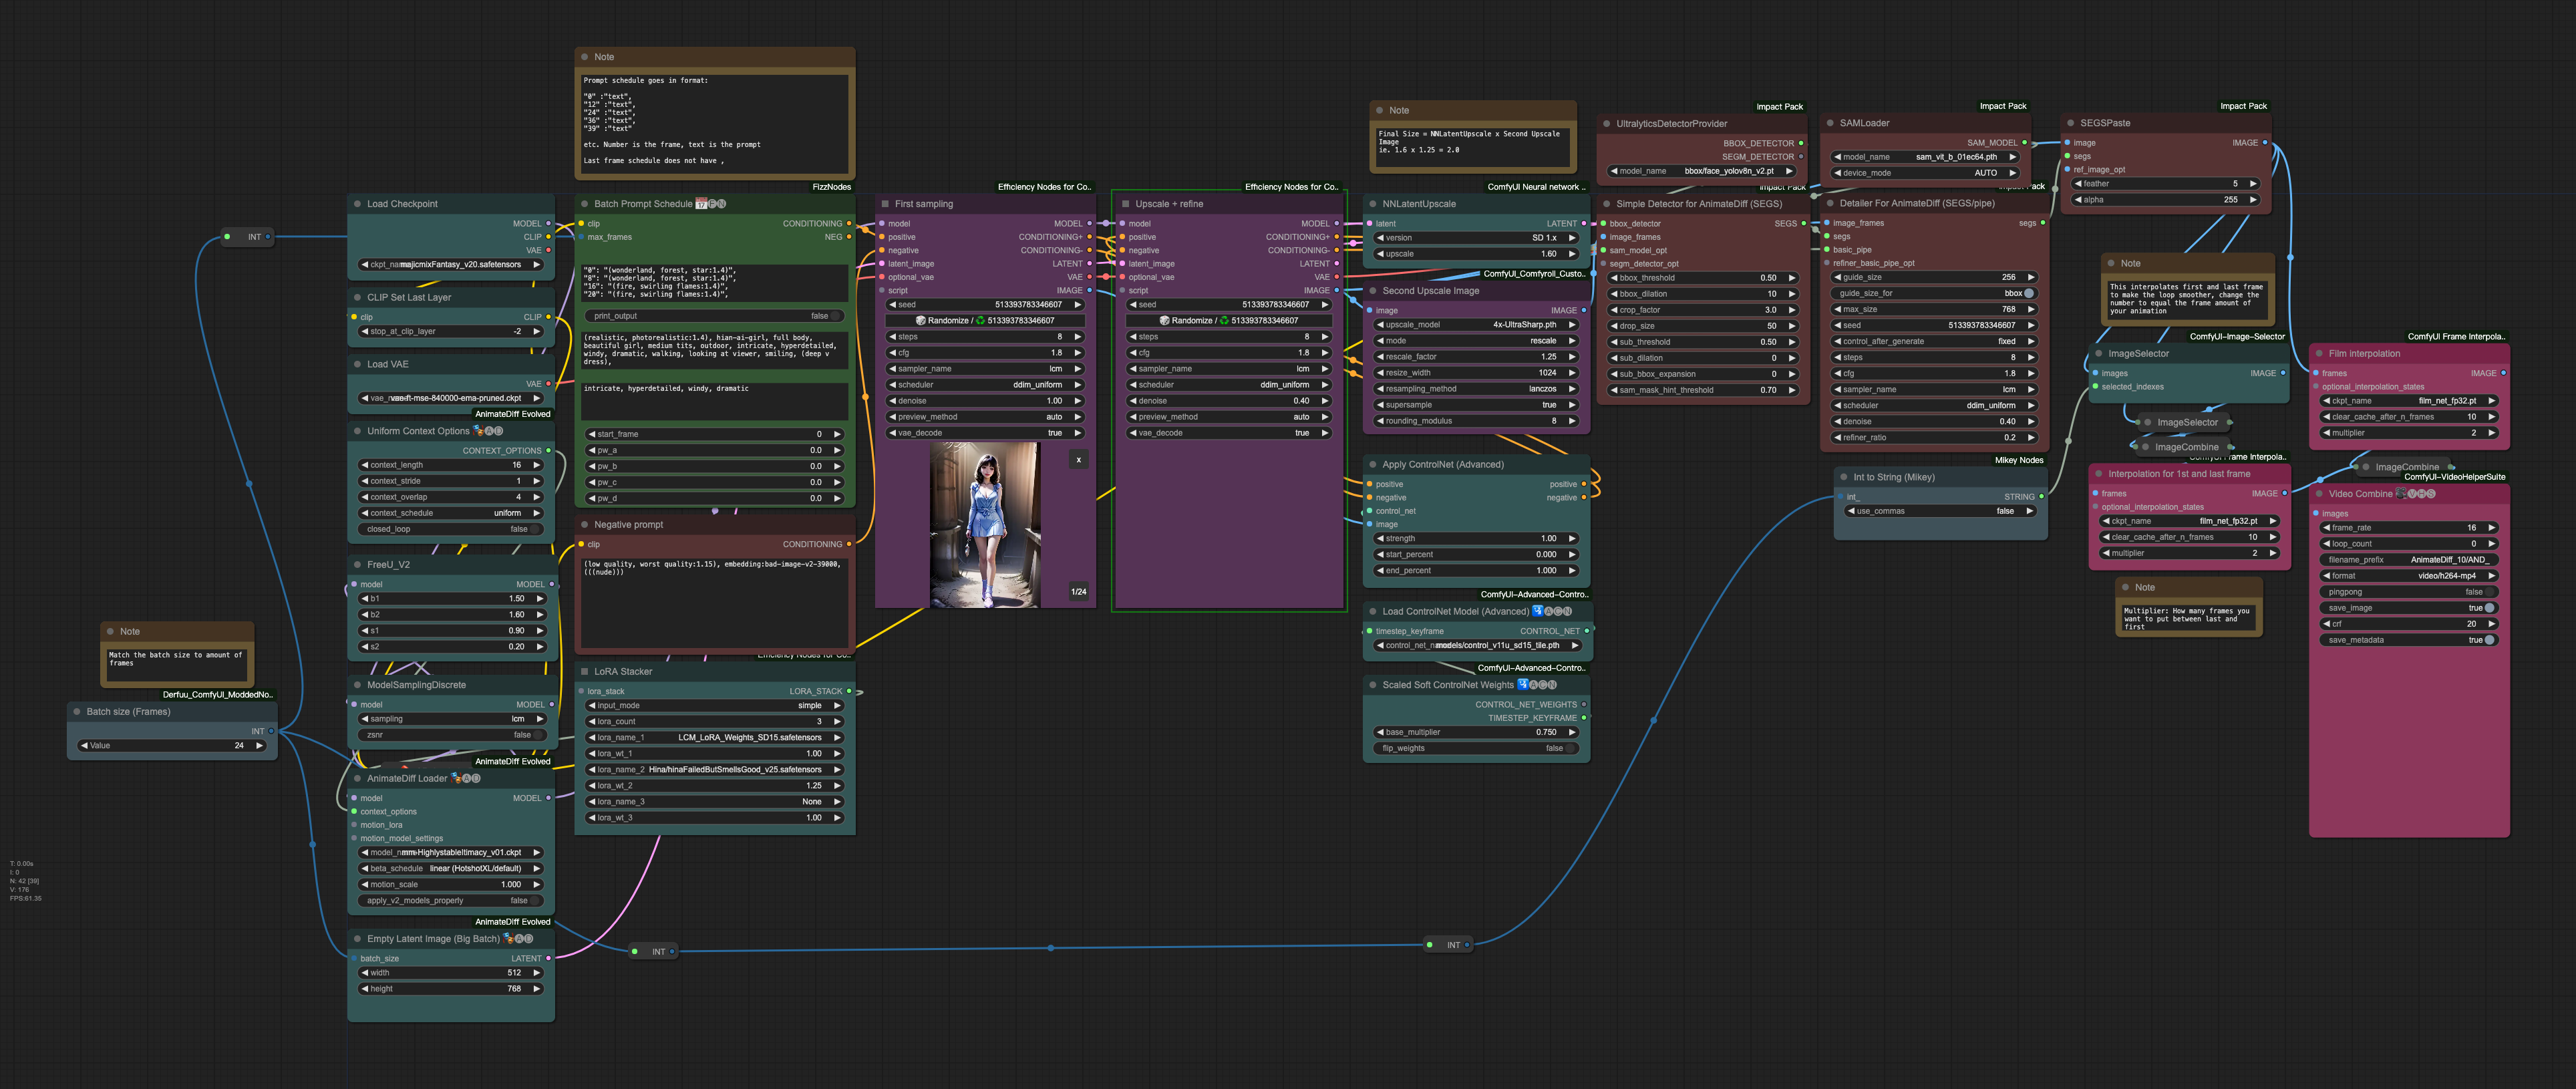 Note
Prompt schedule goes in format:
"0" :"text",
"12" :"text",
"24" :"text",
"36" :"text",
"39" :"text"
etc. Number is the frame, text is the prompt
Last frame schedule does not have ,
INT
Load Checkpoint
MODEL
CLIP
VAE
majicmixFantasy_v20.safetensors
CLIP Set Last Layer
clip
CLIP
stop_at_clip_layer -2
Load VAE
VAE
AnimateDiff Evolved
Uniform Context Options
CONTEXT_OPTIONS
context_length 16
context_stride 1
context_overlap 4
context_schedule uniform
closed_loop false
FreeU_V2
model MODEL
b1 1.50
b2 1.60
s1 0.90
s2 0.20
Note
Match the batch size to amount of
frames
Derfuu_ComfyUI_ModdedNo..
Batch size (Frames)
INT
Value 24
ModelSamplingDiscrete
model MODEL
sampling lcm
zsnr false
AnimateDiff Evolved
AnimateDiff Loader
model MODEL
context_options
motion_lora
motion_model_settings
beta_schedule linear (HotshotXL/default)
motion_scale 1.000
apply_v2_models_properly false
AnimateDiff Evolved
Empty Latent Image (Big Batch)
batch_size LATENT
width 512
height 768
T: 0.00s
I: 0
N: 42 [39]
V: 176
FPS:61.35
FizzNodes
Batch Prompt Schedule
clip CONDITIONING
max_frames NEG
"0": "(wonderland, forest, star:1.4)",
"8": "(wonderland, forest, star:1.4)",
"16": "(fire, swirling flames:1.4)",
"20": "(fire, swirling flames:1.4)",
print_output false
(realistic, photorealistic:1.4), hian-ai-girl, full body,
beautiful girl, medium tits, outdoor, intricate, hyperdetailed,
windy, dramatic, walking, looking at viewer, smiling, (deep v
dress),
intricate, hyperdetailed, windy, dramatic
start_frame 0
pw_a 0.0
pw_b 0.0
pw_c 0.0
pw_d 0.0
Negative prompt
clip CONDITIONING
(low quality, worst quality:1.15), embedding:bad-image-v2-39000,
(((nude)))
Efficiency Nodes for Co..
LoRA Stacker
lora_stack LORA_STACK
input_mode simple
lora_count 3
lora_name_1 LCM_LoRA_Weights_SD15.safetensors
lora_wt_1 1.00
lora_name_2 Hina/hinaFailedButSmellsGood_v25.safetensors
lora_wt_2 1.25
lora_name_3 None
lora_wt_3 1.00
INT
Efficiency Nodes for Co..
First sampling
model MODEL
positive CONDITIONING+
negative CONDITIONING-
latent_image LATENT
optional_vae VAE
script IMAGE
seed 513393783346607
Randomize / 513393783346607
steps 8
cfg 1.8
sampler_name lcm
scheduler ddim_uniform
denoise 1.00
preview_method auto
vae_decode true
x
1/24
Efficiency Nodes for Co..
Upscale + refine
model MODEL
positive CONDITIONING+
negative CONDITIONING-
latent_image LATENT
optional_vae VAE
script IMAGE
seed 513393783346607
Randomize / 513393783346607
steps 8
cfg 1.8
sampler_name lcm
scheduler ddim_uniform
denoise 0.40
preview_method auto
vae_decode true
Note
Final Size = NNLatentUpscale x Second Upscale
Image
ie. 1.6 x 1.25 = 2.0
ComfyUI Neural network ..
NNLatentUpscale
latent LATENT
version SD 1.x
upscale 1.60
ComfyUI_Comfyroll_Custo..
Second Upscale Image
image IMAGE
upscale_model 4x-UltraSharp.pth
mode rescale
rescale_factor 1.25
resize_width 1024
resampling_method lanczos
supersample true
rounding_modulus 8
Apply ControlNet (Advanced)
positive positive
negative negative
control_net
image
strength 1.00
start_percent 0.000
end_percent 1.000
ComfyUI-Advanced-Contro..
Load ControlNet Model (Advanced)
timestep_keyframe CONTROL_NET
models/control_v11u_sd15_tile.pth
ComfyUI-Advanced-Contro..
Scaled Soft ControlNet Weights
CONTROL_NET_WEIGHTS
TIMESTEP_KEYFRAME
base_multiplier 0.750
flip_weights false
INT
Impact Pack
UltralyticsDetectorProvider
BBOX_DETECTOR
SEGM_DETECTOR
model_name bbox/face_yolov8n_v2.pt
Impact Pack
Simple Detector for AnimateDiff (SEGS)
bbox_detector SEGS
image_frames
sam_model_opt
segm_detector_opt
bbox_threshold 0.50
bbox_dilation 10
crop_factor 3.0
drop_size 50
sub_threshold 0.50
sub_dilation 0
sub_bbox_expansion 0
sam_mask_hint_threshold 0.70
Impact Pack
SAMLoader
SAM_MODEL
model_name sam_vit_b_01ec64.pth
device_mode AUTO
Impact Pack
Detailer For AnimateDiff (SEGS/pipe)
image_frames segs
segs
basic_pipe
refiner_basic_pipe_opt
guide_size 256
guide_size_for bbox
max_size 768
seed 513393783346607
control_after_generate fixed
steps 8
cfg 1.8
sampler_name lcm
scheduler ddim_uniform
denoise 0.40
refiner_ratio 0.2
Mikey Nodes
Int to String (Mikey)
int_ STRING
use_commas false
Impact Pack
SEGSPaste
image IMAGE
segs
ref_image_opt
feather 5
alpha 255
Note
This interpolates first and last frame
to make the loop smoother, change the
number to equal the frame amount of
your animation
ComfyUI-Image-Selector
ImageSelector
images IMAGE
selected_indexes
ImageSelector
ImageCombine
Interpolation for 1st and last frame
frames IMAGE
optional_interpolation_states
ckpt_name film_net_fp32.pt
clear_cache_after_n_frames 10
multiplier 2
Note
Multiplier: How many frames you
want to put between last and
first
ComfyUI Frame Interpola..
Film interpolation
frames IMAGE
optional_interpolation_states
ckpt_name film_net_fp32.pt
clear_cache_after_n_frames 10
multiplier 2
ImageCombine
ComfyUI-VideoHelperSuite
Video Combine
images
frame_rate 16
loop_count 0
filename_prefix AnimateDiff_10/AND_
format video/h264-mp4
pingpong false
save_image true
crf 20
save_metadata true